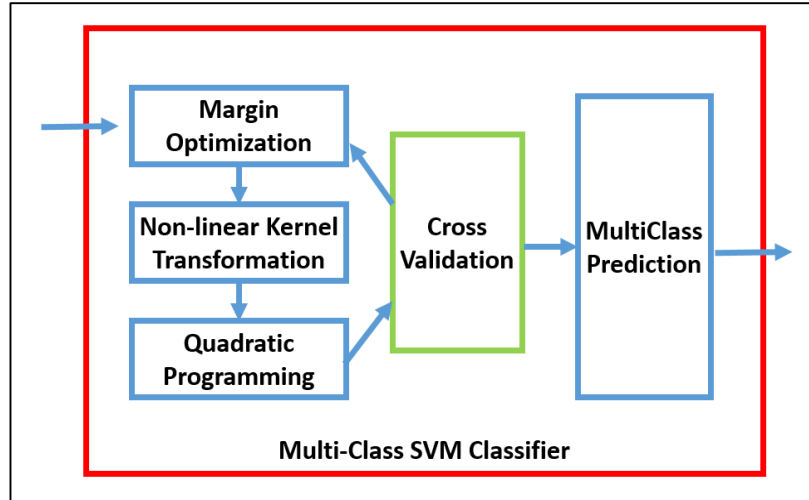 Margin
Optimization
Non-linear Kernel
Transformation
Quadratic
Programming
Cross
Validation
MultiClass
Prediction
Multi-Class SVM Classifier